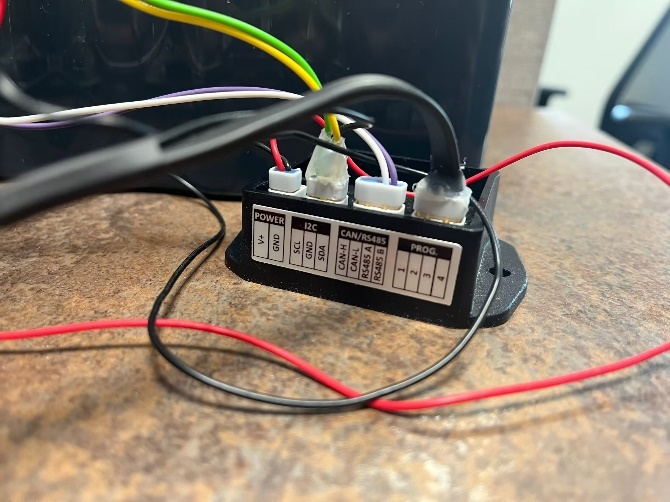 POWER I2C CAN/RS485 PROG.
V+ GND SCL GND SDA CAN-H CAN-L RS485 A RS485 B 1 2 3 4